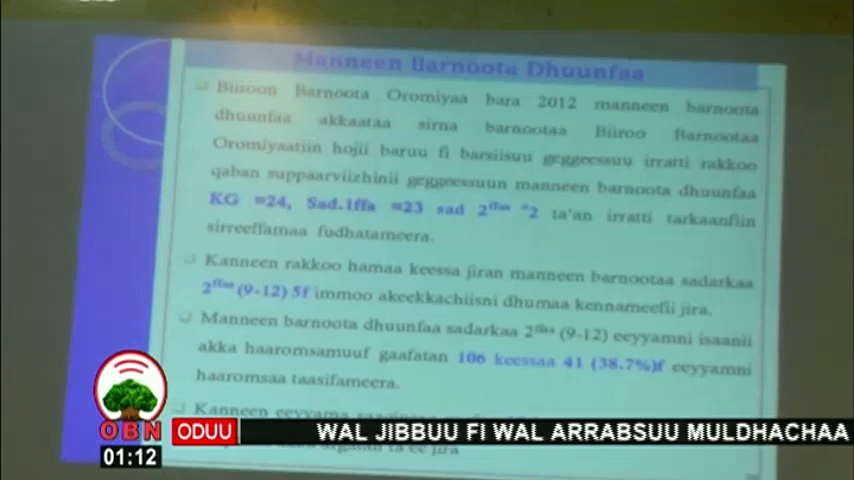 Manneen Barnoota Dhuunfaa
Biiroon Barnoota Oromiyaa bara 2012 manneen barnoota
dhuunfaa akkaataa sirna barnootaa Biiroo Barnootaa
Oromiyaatiin hojii baruu fi barsiisuu geggeessuu irratti rakkoo
qaban suppaarviizhinii geggeessuun manneen barnoota dhuunfaa
KG =24, Sad.1ffa =23 sad 2ffaa =2 ta'an irratti tarkaanfiin
sirreeffamaa fudhatameera.
Kanneen rakkoo hamaa keessa jiran manneen barnootaa sadarkaa
2ffaa (9-12) 5f immoo akeekkachiisni dhumaa kennameefii jira.
Manneen barnoota dhuunfaa sadarkaa 2ffaa (9-12) eeyyamni isaanii
akka haaromsamuuf gaafatan 106 keessaa 41 (38.7%)f eeyyamni
haaromsaa taasifameera.
Kanneen eeyyama
ta'ee jira
OBN
ODUU
WAL JIBBUU FI WAL ARRABSUU MULDHACHAA
01:12